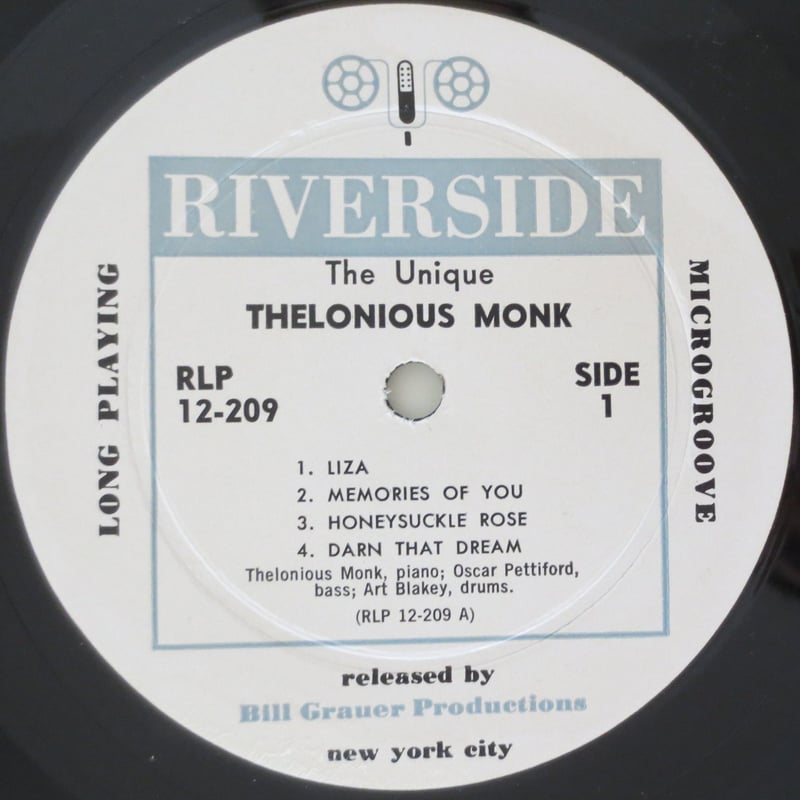 RIVERSIDE
The Unique
THELONIOUS MONK
RLP
12-209
SIDE
1
LONG PLAYING
MICROGROOVE
1. LIZA
2. MEMORIES OF YOU
3. HONEYSUCKLE ROSE
4. DARN THAT DREAM
Thelonious Monk, piano; Oscar Pettiford,
bass; Art Blakey, drums.
(RLP 12-209 A)
released by
Bill Grauer Productions
new york city